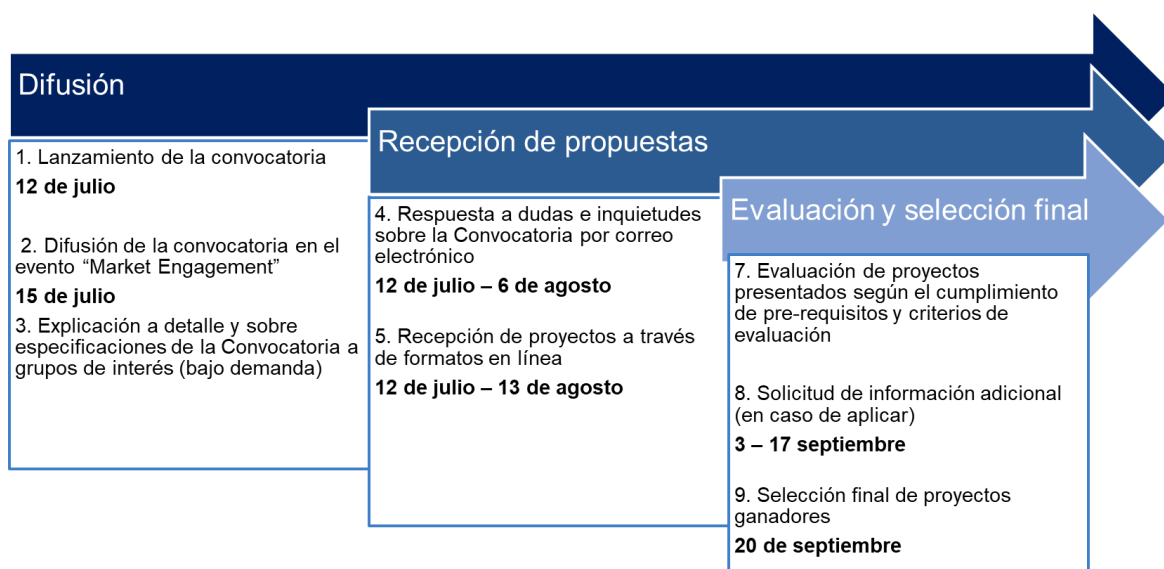 Difusión
1. Lanzamiento de la convocatoria
12 de julio
2. Difusión de la convocatoria en el
evento “Market Engagement”
15 de julio
3. Explicación a detalle y sobre
especificaciones de la Convocatoria a
grupos de interés (bajo demanda)
Recepción de propuestas
4. Respuesta a dudas e inquietudes
sobre la Convocatoria por correo
electrónico
12 de julio – 6 de agosto
5. Recepción de proyectos a través
de formatos en línea
12 de julio – 13 de agosto
Evaluación y selección final
7. Evaluación de proyectos
presentados según el cumplimiento
de pre-requisitos y criterios de
evaluación
8. Solicitud de información adicional
(en caso de aplicar)
3 – 17 septiembre
9. Selección final de proyectos
ganadores
20 de septiembre